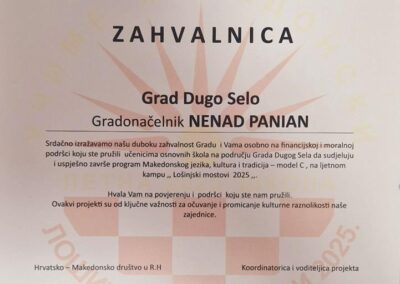 ZAHVALNICA
Grad Dugo Selo
Gradonačelnik NENAD PANIAN
Srdačno izražavamo našu duboku zahvalnost Gradu i Vama osobno na financijskoj i moralnoj
podršci koju ste pružili učenicima osnovnih škola na području Grada Dugog Sela da sudjeluju
i uspješno završe program Makedonskog jezika, kultura i tradicija – model C , na ljetnom
kampu ,, Lošinjski mostovi 2025 ,,.
Hvala Vam na povjerenju i podršci koju ste nam pružili.
Ovakvi projekti su od ključne važnosti za očuvanje i promicanje kulturne raznolikosti naše
zajednice.
Hrvatsko – Makedonsko društvo u R.H
Koordinatorica i voditeljica projekta
2025.